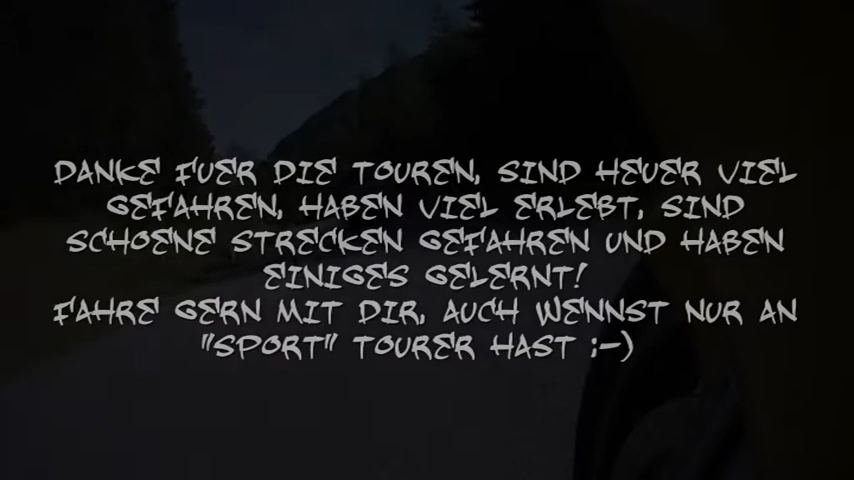 DANKE FUER DIE TOUREN, SIND HEUER VIEL
GEFAHREN, HABEN VIEL ERLEBT, SIND
SCHOENE STRECKEN GEFAHREN UND HABEN
EINIGES GELERNT!
FAHRE GERN MIT DIR, AUCH WENNST NUR AN
"SPORT" TOURER HAST :-)